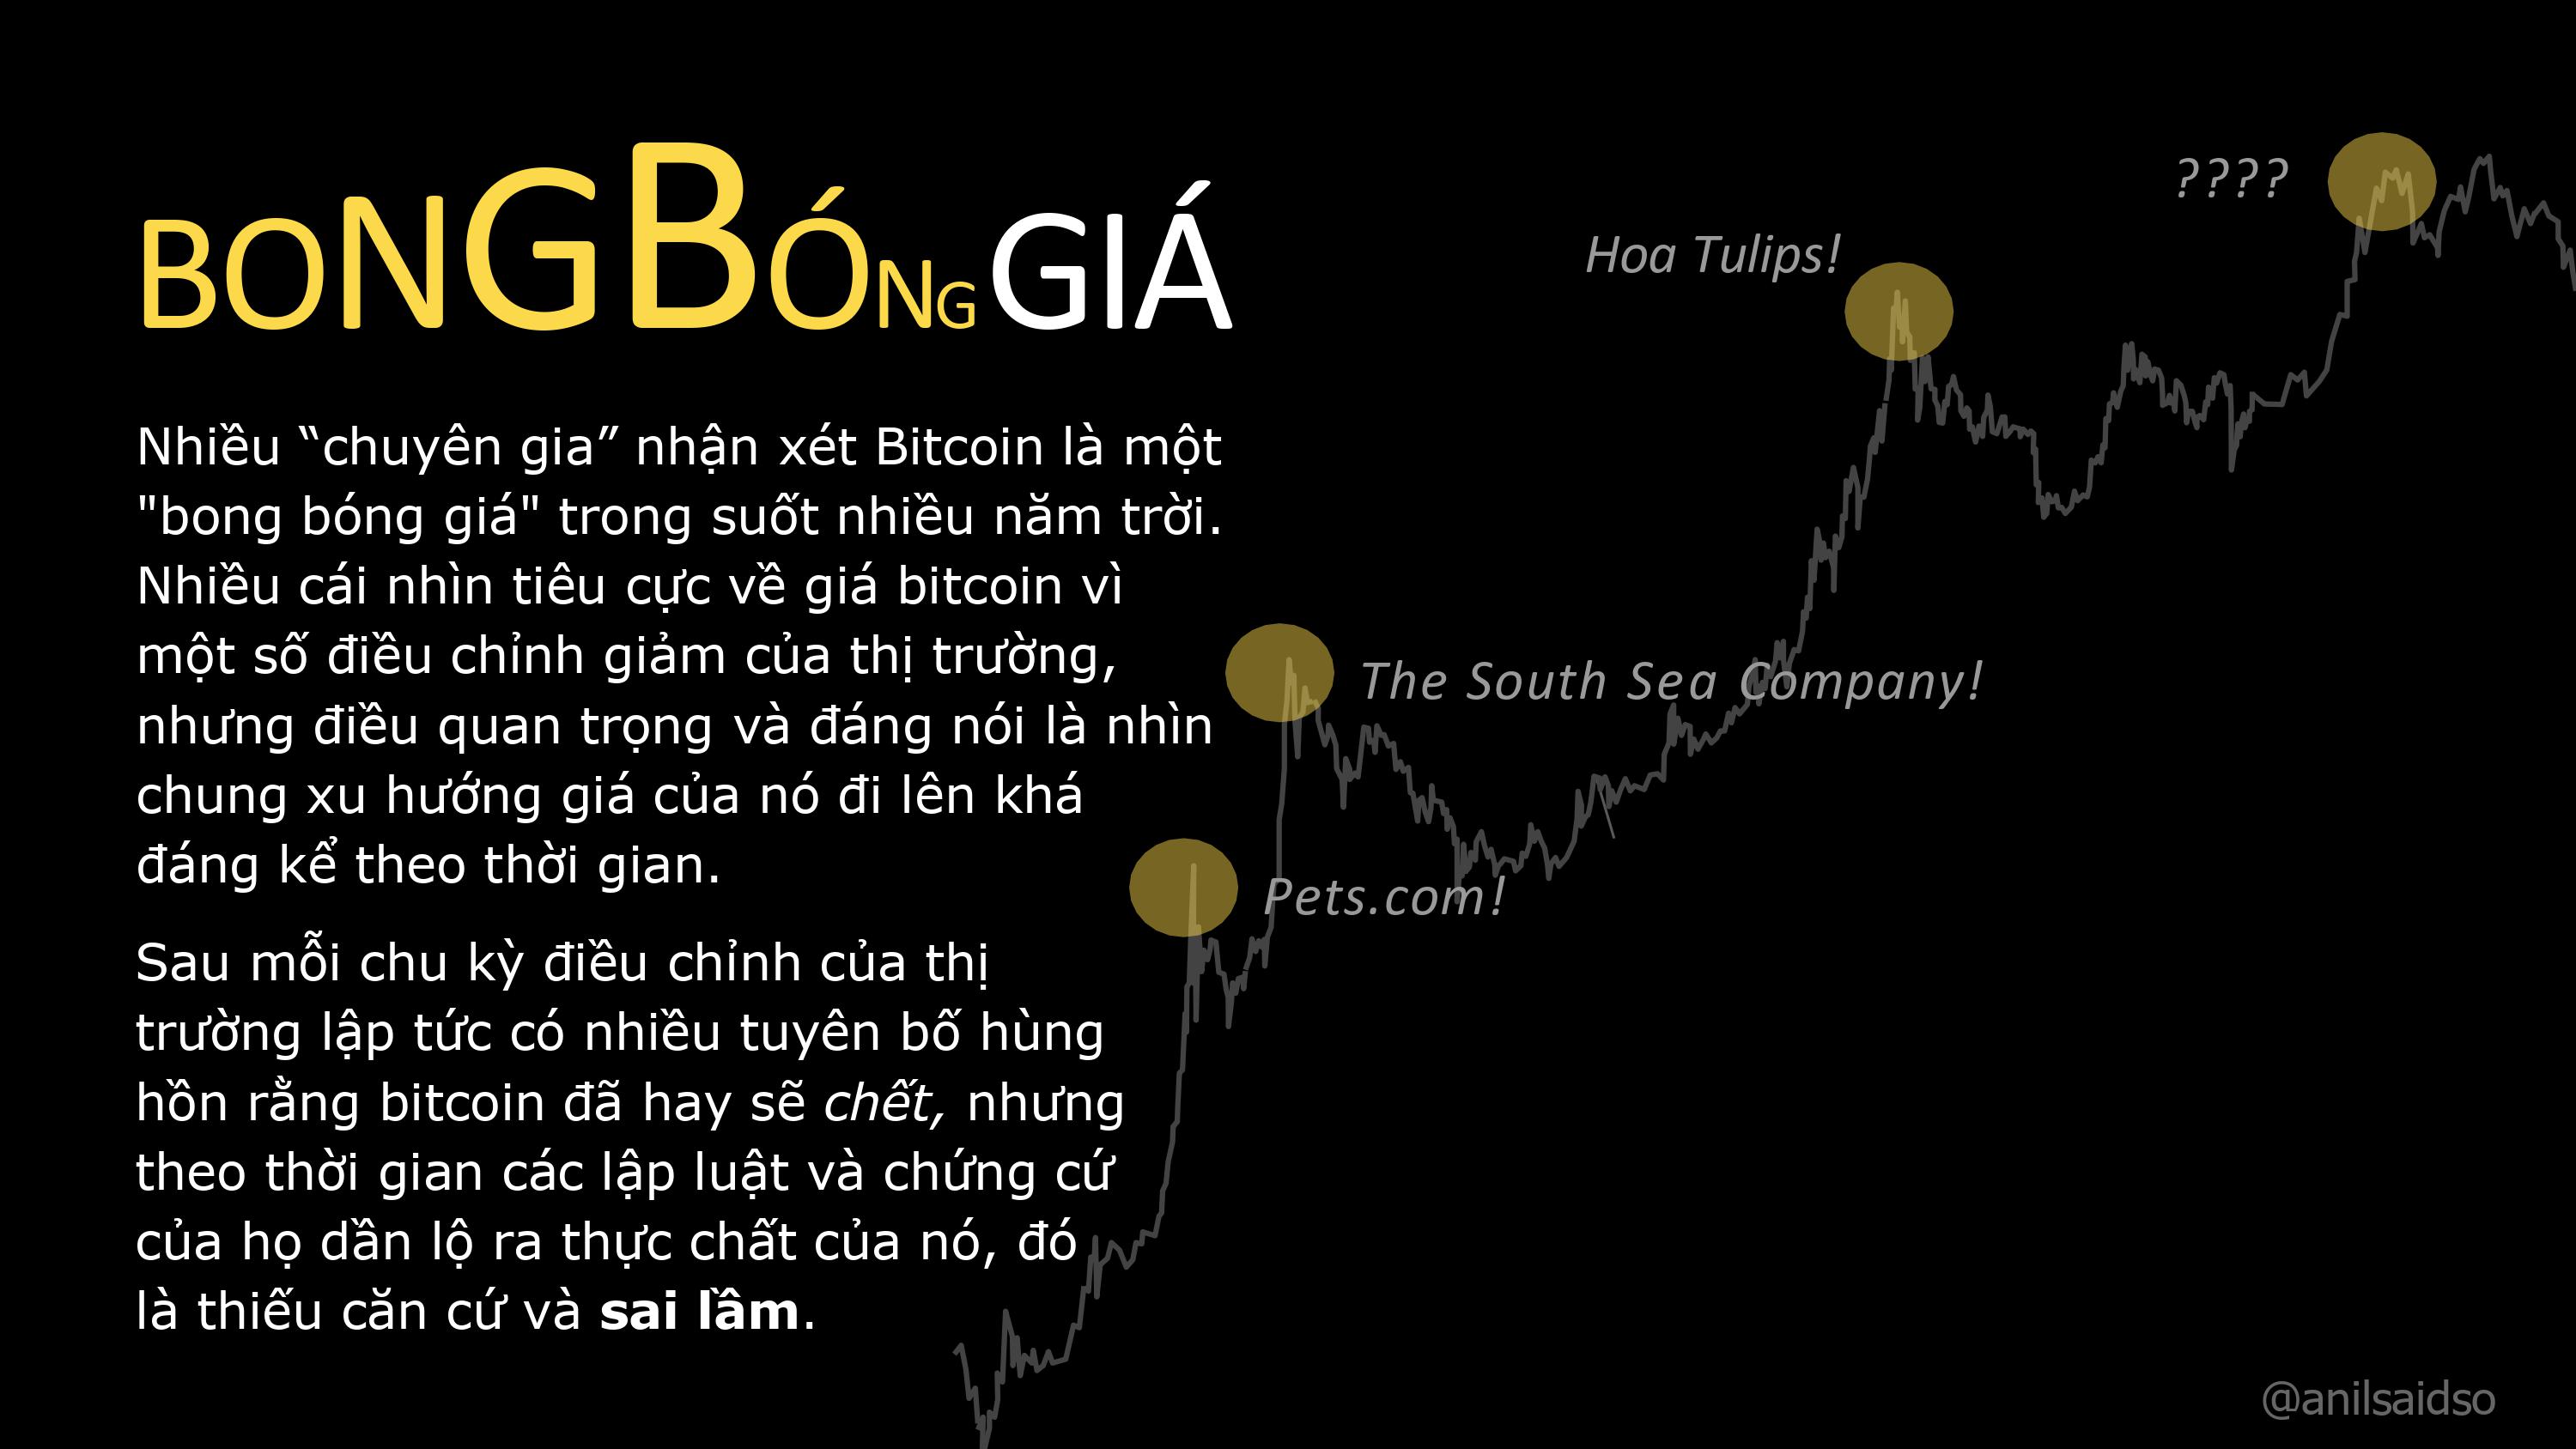 BONGBÓNG GIÁ
Nhiều “chuyên gia” nhận xét Bitcoin là một
"bong bóng giá" trong suốt nhiều năm trời.
Nhiều cái nhìn tiêu cực về giá bitcoin vì
một số điều chỉnh giảm của thị trường,
nhưng điều quan trọng và đáng nói là nhìn
chung xu hướng giá của nó đi lên khá
đáng kể theo thời gian.
Sau mỗi chu kỳ điều chỉnh của thị
trường lập tức có nhiều tuyên bố hùng
hồn rằng bitcoin đã hay sẽ chết, nhưng
theo thời gian các lập luật và chứng cứ
của họ dần lộ ra thực chất của nó, đó
là thiếu căn cứ và sai lầm.
????
Hoa Tulips!
The South Sea Company!
Pets.com!
@anilsaidso